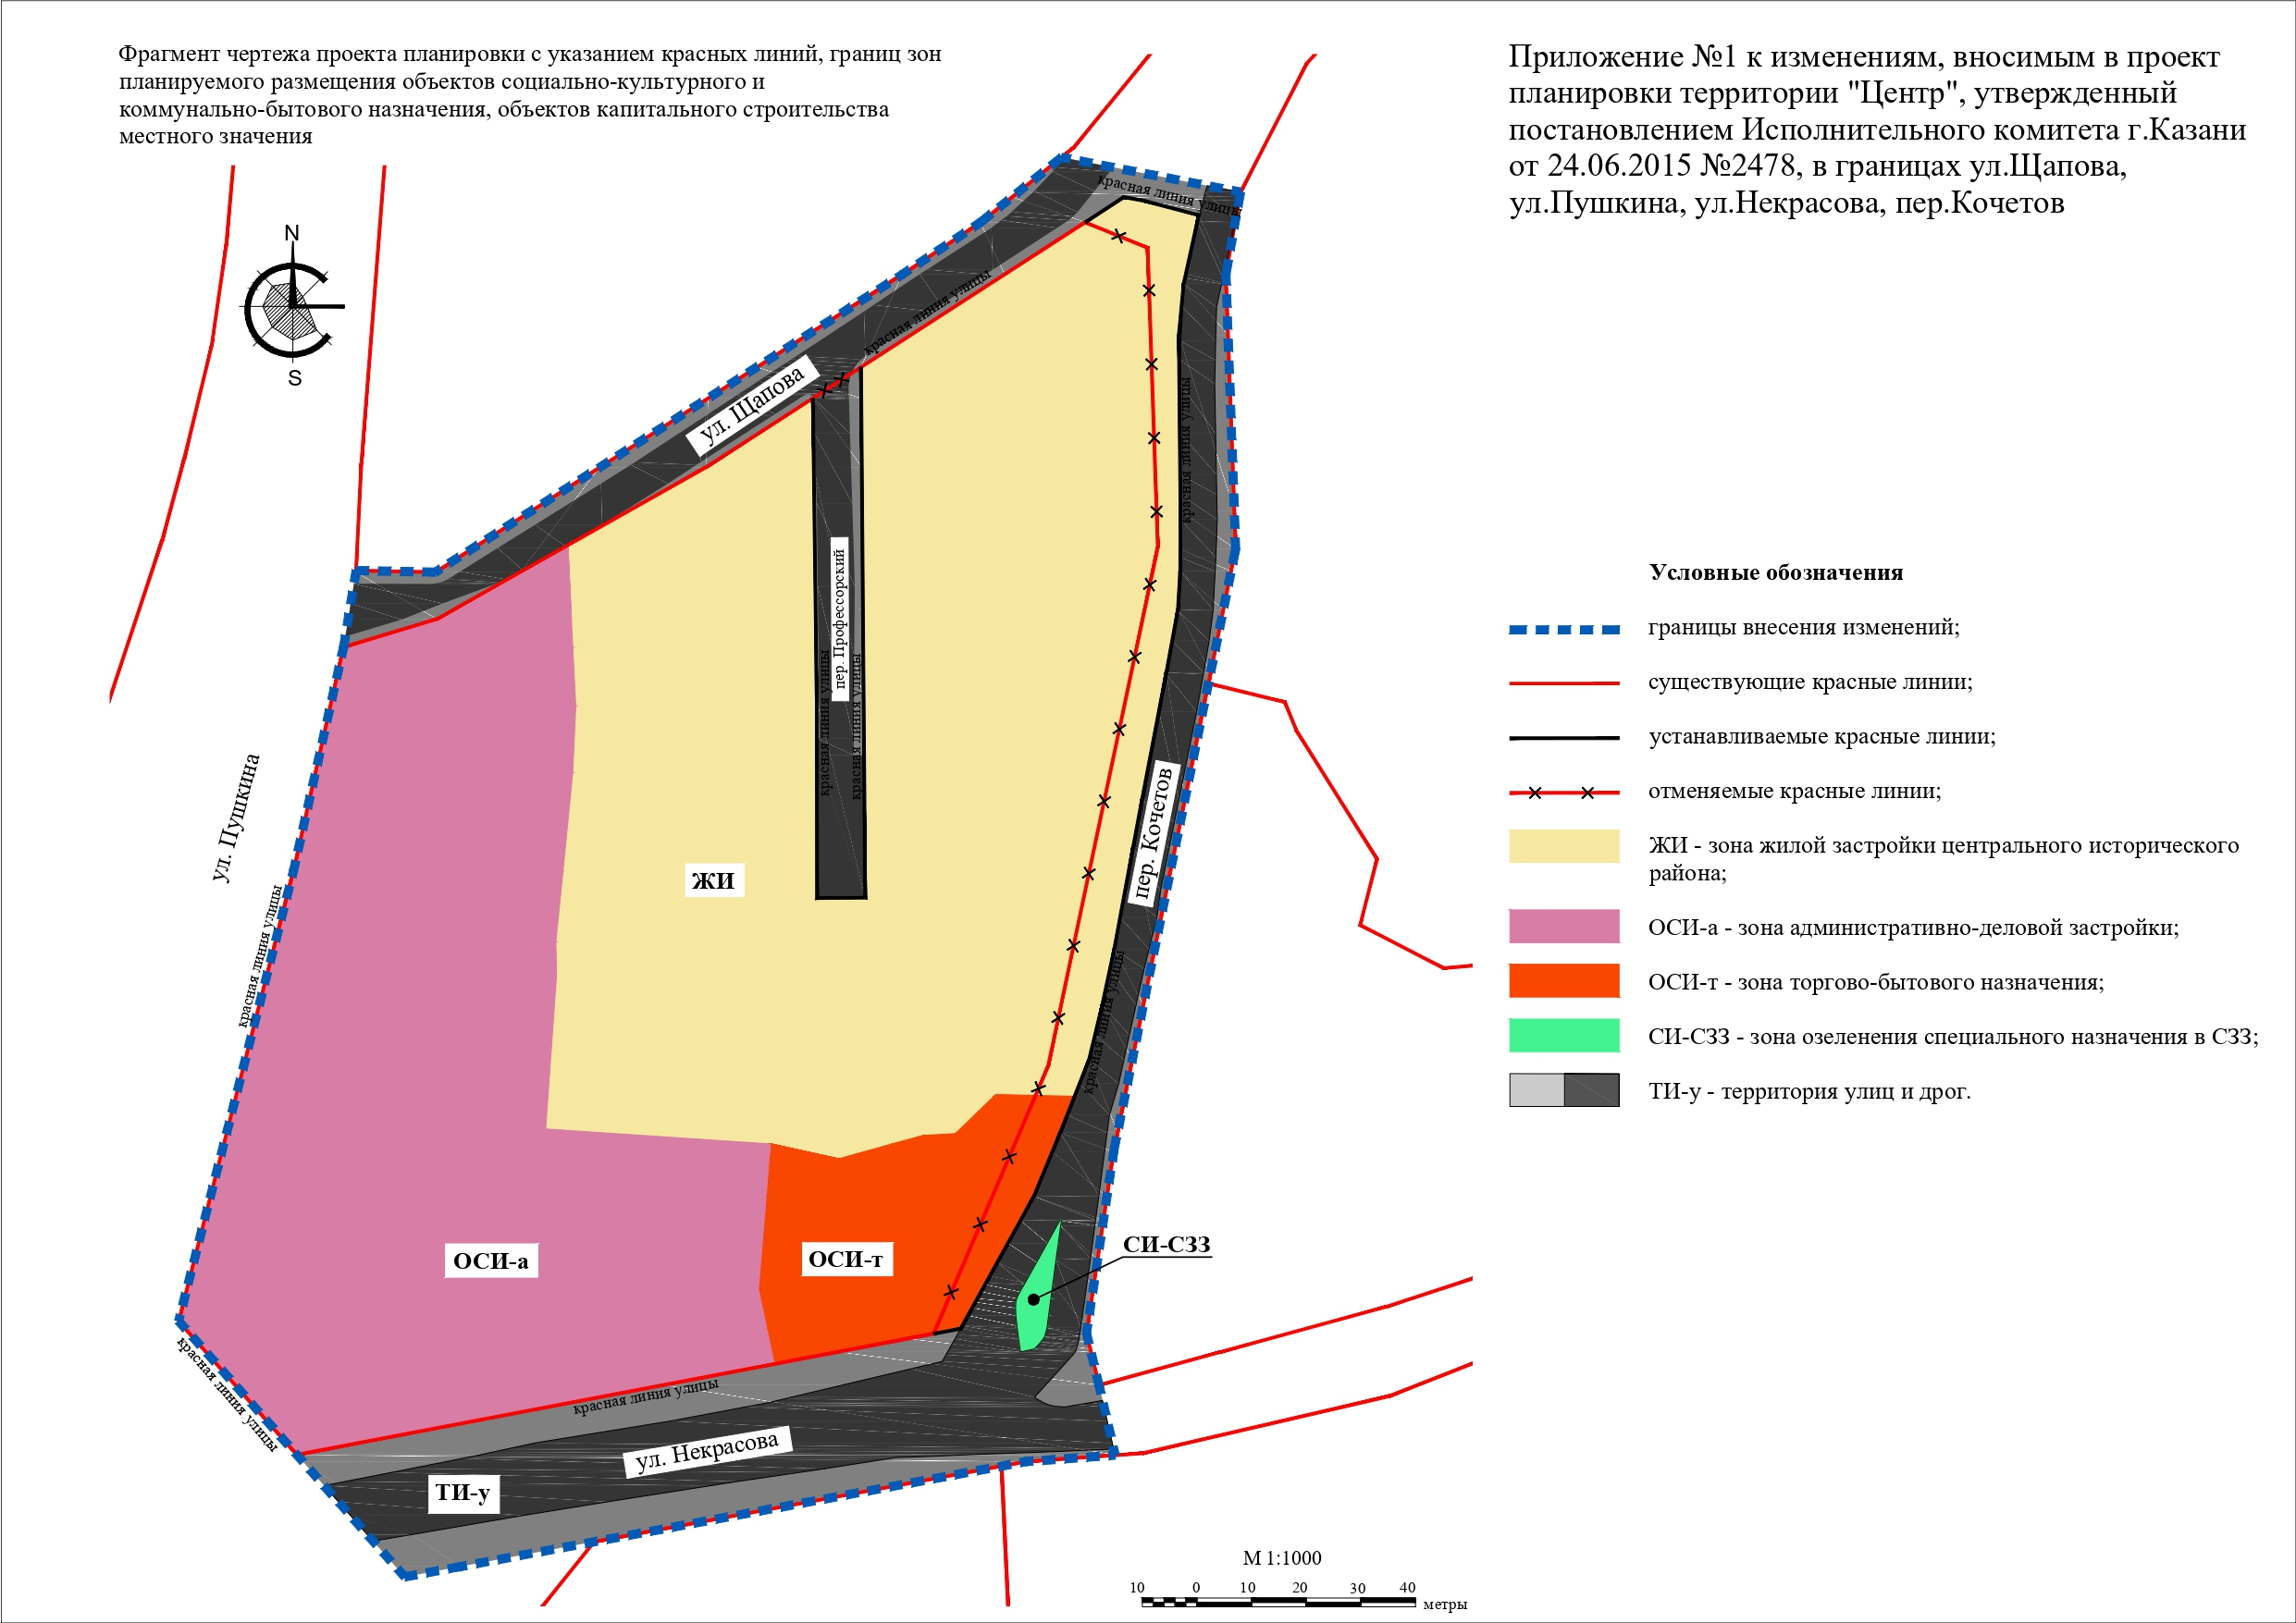 Фрагмент чертежа проекта планировки с указанием красных линий, границ зон
планируемого размещения объектов социально-культурного и
коммунально-бытового назначения, объектов капитального строительства
местного значения
Приложение №1 к изменениям, вносимым в проект
планировки территории "Центр", утвержденный
постановлением Исполнительного комитета г.Казани
от 24.06.2015 №2478, в границах ул.Щапова,
ул.Пушкина, ул.Некрасова, пер.Кочетов
N
S
красная линия улицы
красная линия улицы
ул. Щапова
красная линия улицы
пер. Профессорский
красная линия улицы
красная линия улицы
ул. Пушкина
пер. Кочетов
ЖИ
красная линия улицы
красная линия улицы
ОСИ-а
ОСИ-т
СИ-СЗЗ
красная линия улицы
красная линия улицы
ул. Некрасова
ТИ-у
Условные обозначения
границы внесения изменений;
существующие красные линии;
устанавливаемые красные линии;
отменяемые красные линии;
ЖИ - зона жилой застройки центрального исторического
района;
ОСИ-а - зона административно-деловой застройки;
ОСИ-т - зона торгово-бытового назначения;
СИ-СЗЗ - зона озеленения специального назначения в СЗЗ;
ТИ-у - территория улиц и дрог.
М 1:1000
10 0 10 20 30 40
метры